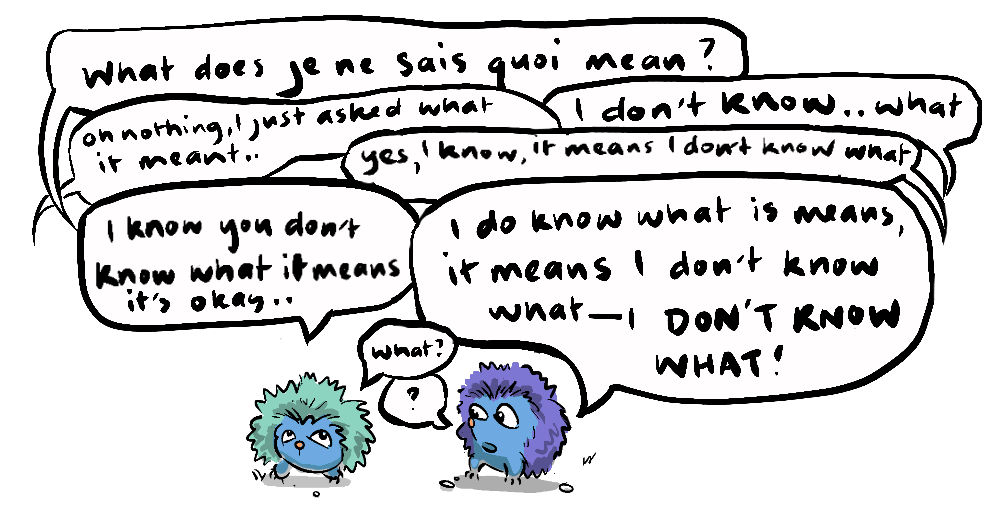 What does je ne sais quoi mean?
I don't know.. what
oh nothing, I just asked what
it meant..
yes, I know, it means I don't know what
I know you don't
know what it means
it's okay..
I do know what is means,
it means I don't know
what—I DON'T KNOW
WHAT!
what?
?